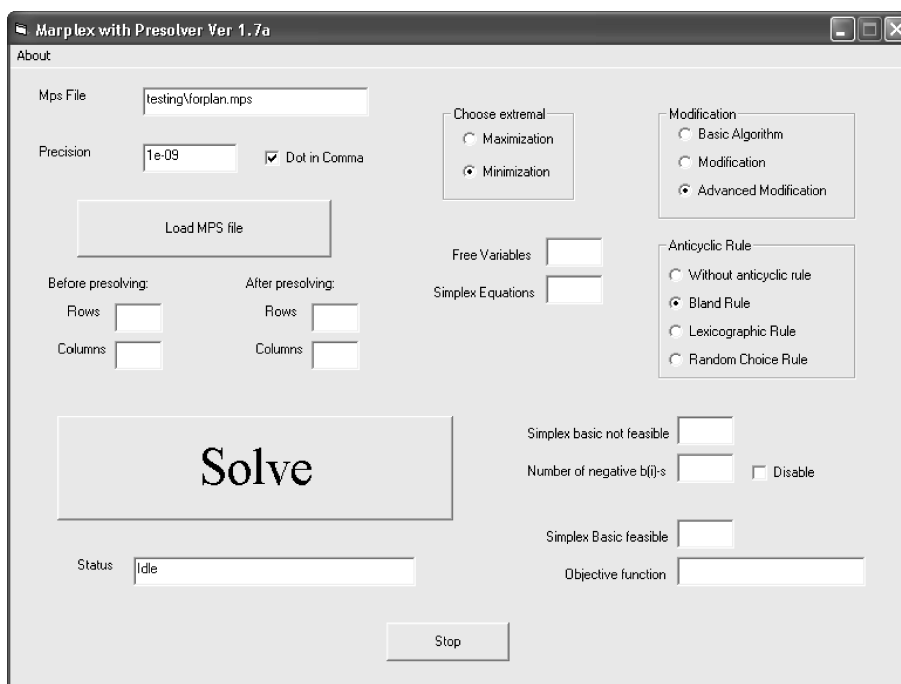 Marplex with Presolver Ver 1.7a
About
Mps File
testing\forplan.mps
Precision
1e-09
Dot in Comma
Load MPS file
Choose extremal
Maximization
Minimization
Modification
Basic Algorithm
Modification
Advanced Modification
Before presolving:
Rows
Columns
After presolving:
Rows
Columns
Free Variables
Simplex Equations
Anticyclic Rule
Without anticyclic rule
Bland Rule
Lexicographic Rule
Random Choice Rule
Solve
Simplex basic not feasible
Number of negative b(i)-s
Disable
Simplex Basic feasible
Objective function
Status
Idle
Stop